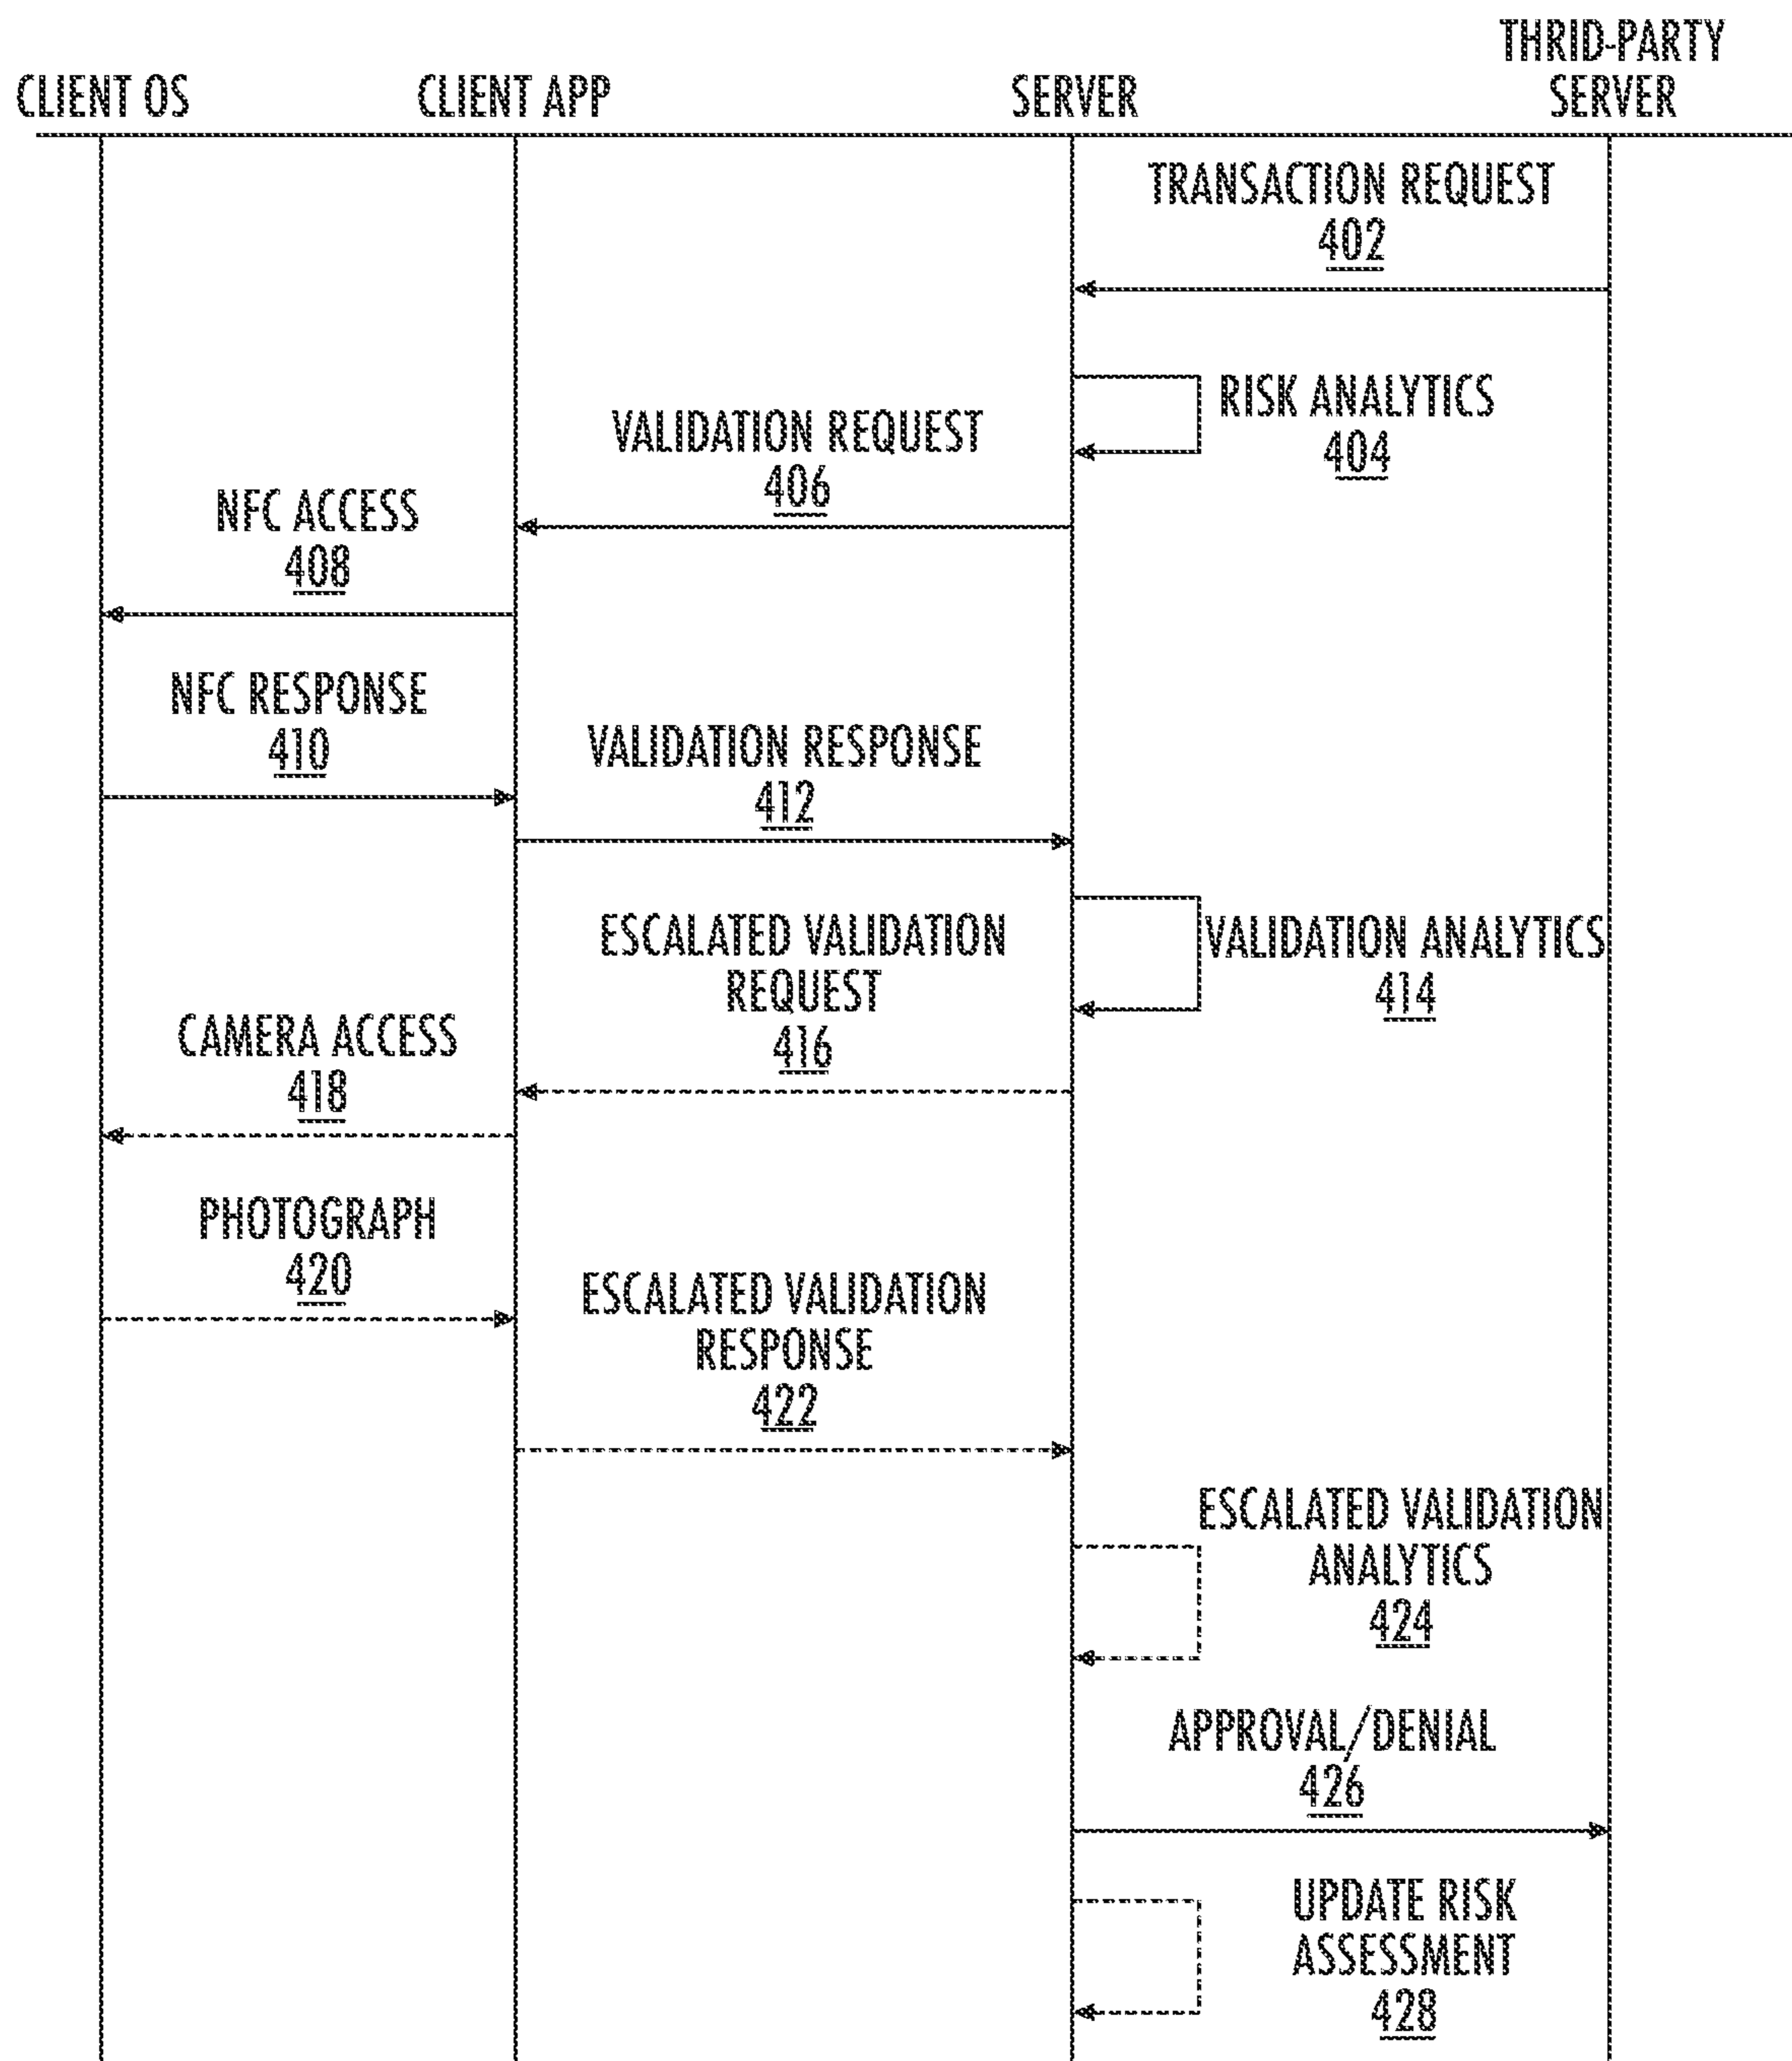 THRID-PARTY
CLIENT OS
CLIENT APP
SERVER
SERVER
TRANSACTION REQUEST
402
RISK ANALYTICS
404
VALIDATION REQUEST
406
NFC ACCESS
408
NFC RESPONSE
410
VALIDATION RESPONSE
412
VALIDATION ANALYTICS
414
ESCALATED VALIDATION
REQUEST
416
CAMERA ACCESS
418
PHOTOGRAPH
420
ESCALATED VALIDATION
RESPONSE
422
ESCALATED VALIDATION
ANALYTICS
424
APPROVAL/DENIAL
426
UPDATE RISK
ASSESSMENT
428